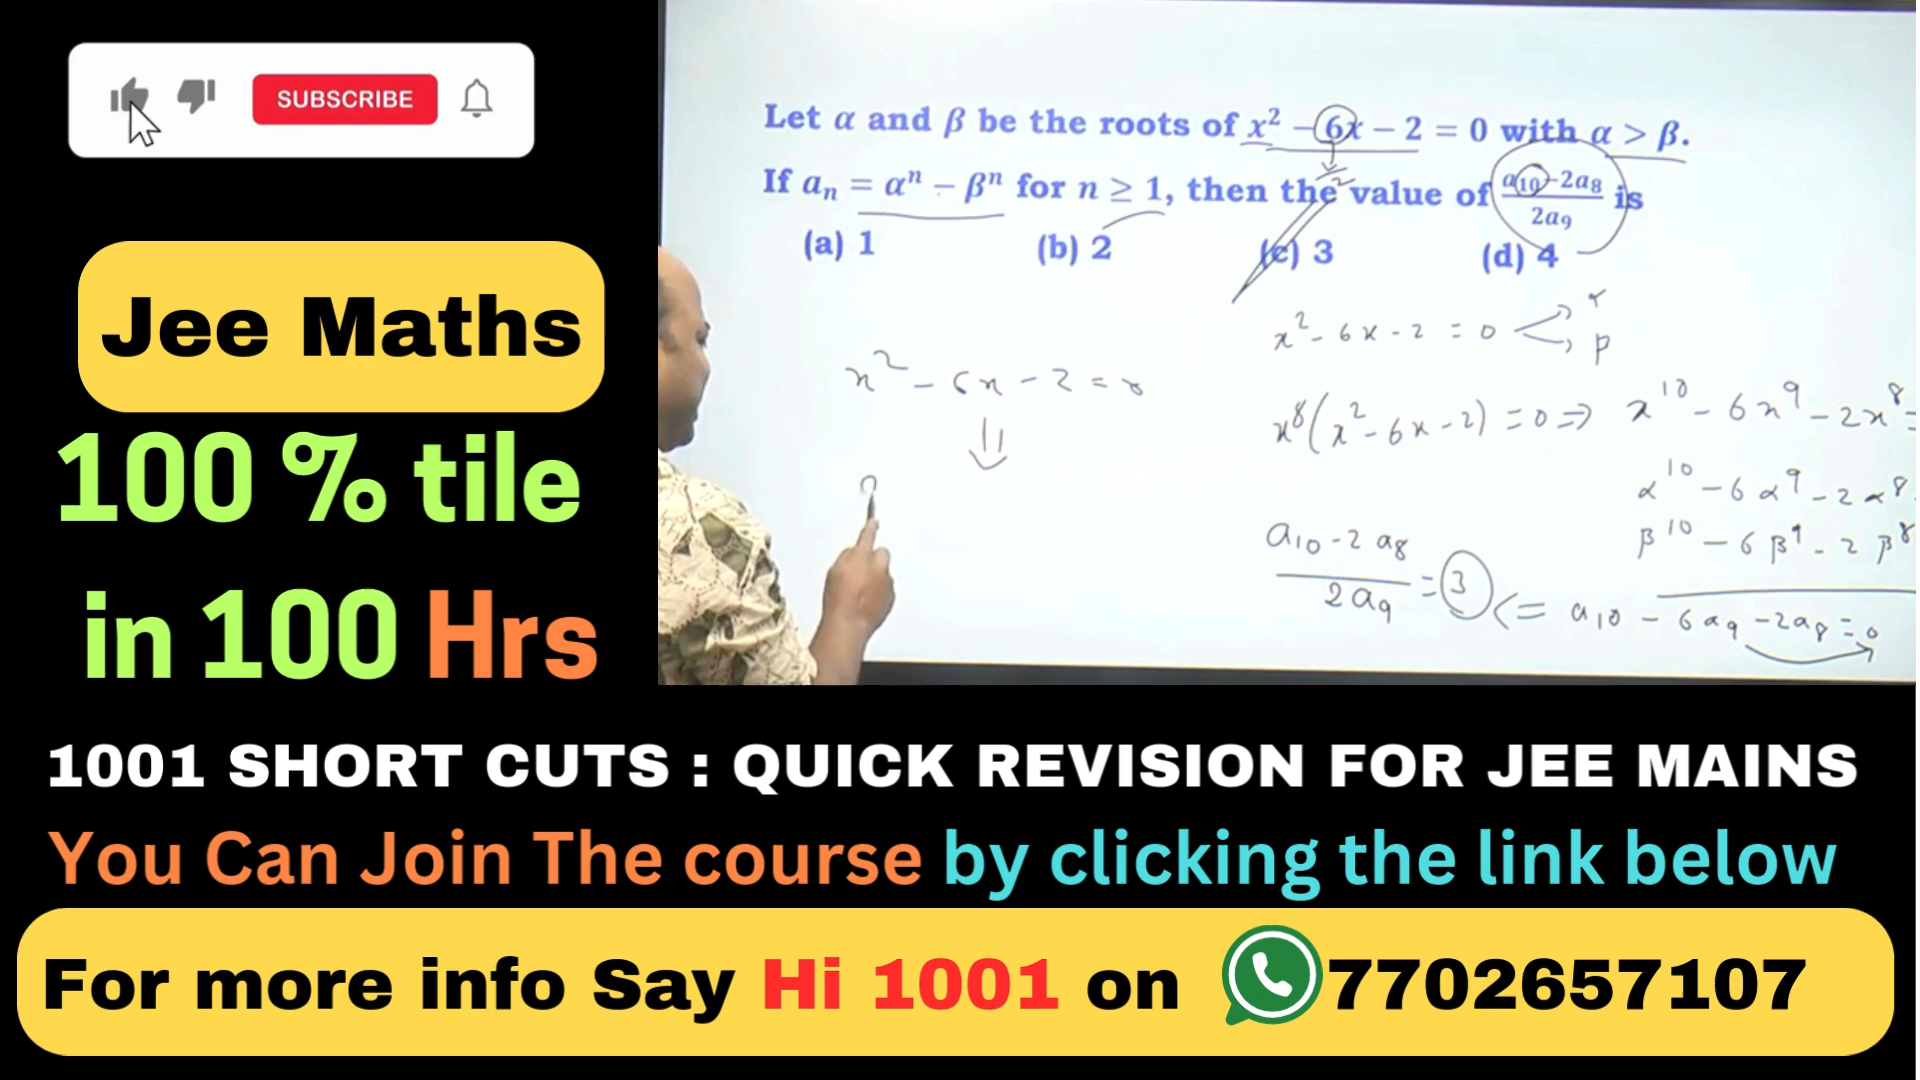 SUBSCRIBE
Jee Maths
100 % tile
in 100 Hrs
Let α and β be the roots of x² − 6x − 2 = 0 with α > β.
If aₙ = αⁿ − βⁿ for n ≥ 1, then the value of (a₁₀ − 2a₈)/(2a₉) is
(a) 1 (b) 2 (c) 3 (d) 4
x² - 6x - 2 = 0 α β
x² - 6x - 2 = 0
x⁸(x² - 6x - 2) = 0 ⇒ x¹⁰ - 6x⁹ - 2x⁸ =
α¹⁰ - 6α⁹ - 2α⁸
β¹⁰ - 6β⁹ - 2β⁸
(a₁₀ - 2a₈)/(2a₉) = 3 <= a₁₀ - 6a₉ - 2a₈ = 0
1001 SHORT CUTS : QUICK REVISION FOR JEE MAINS
You Can Join The course by clicking the link below
For more info Say Hi 1001 on 7702657107